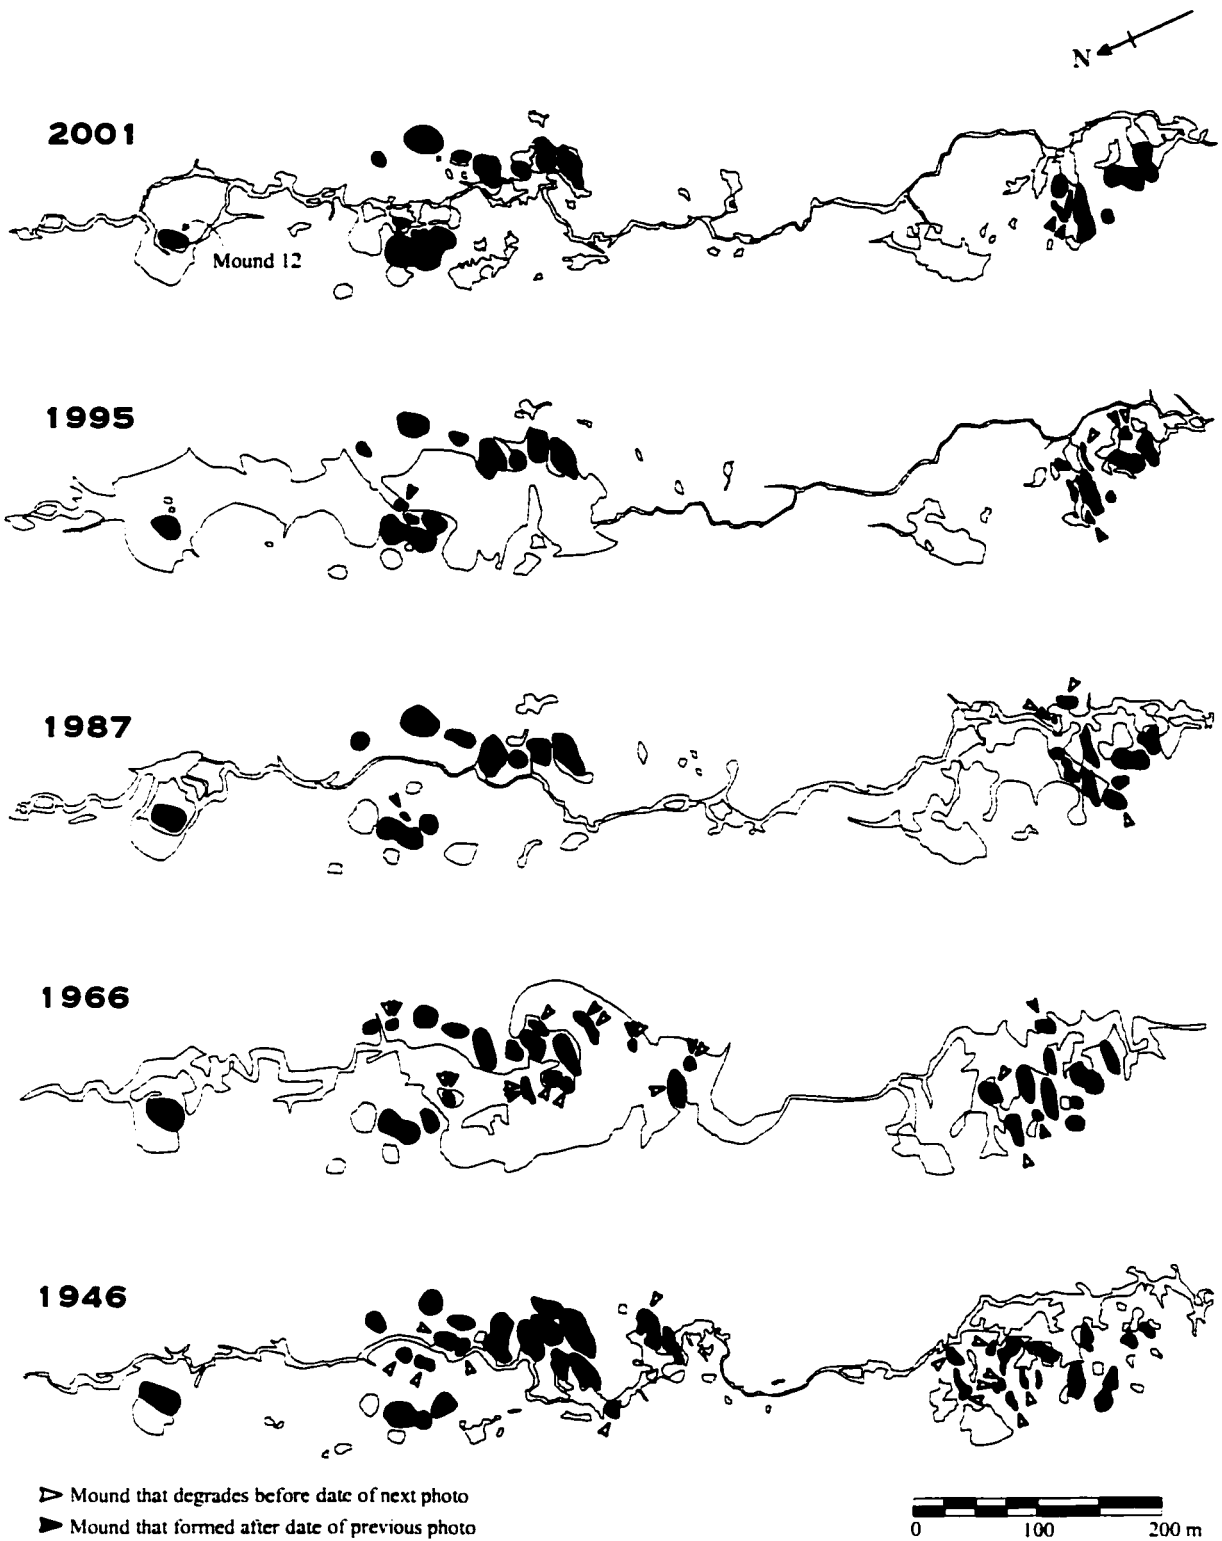 N
2001
Mound 12
1995
1987
1966
1946
Mound that degrades before date of next photo
Mound that formed after date of previous photo
0 100 200 m